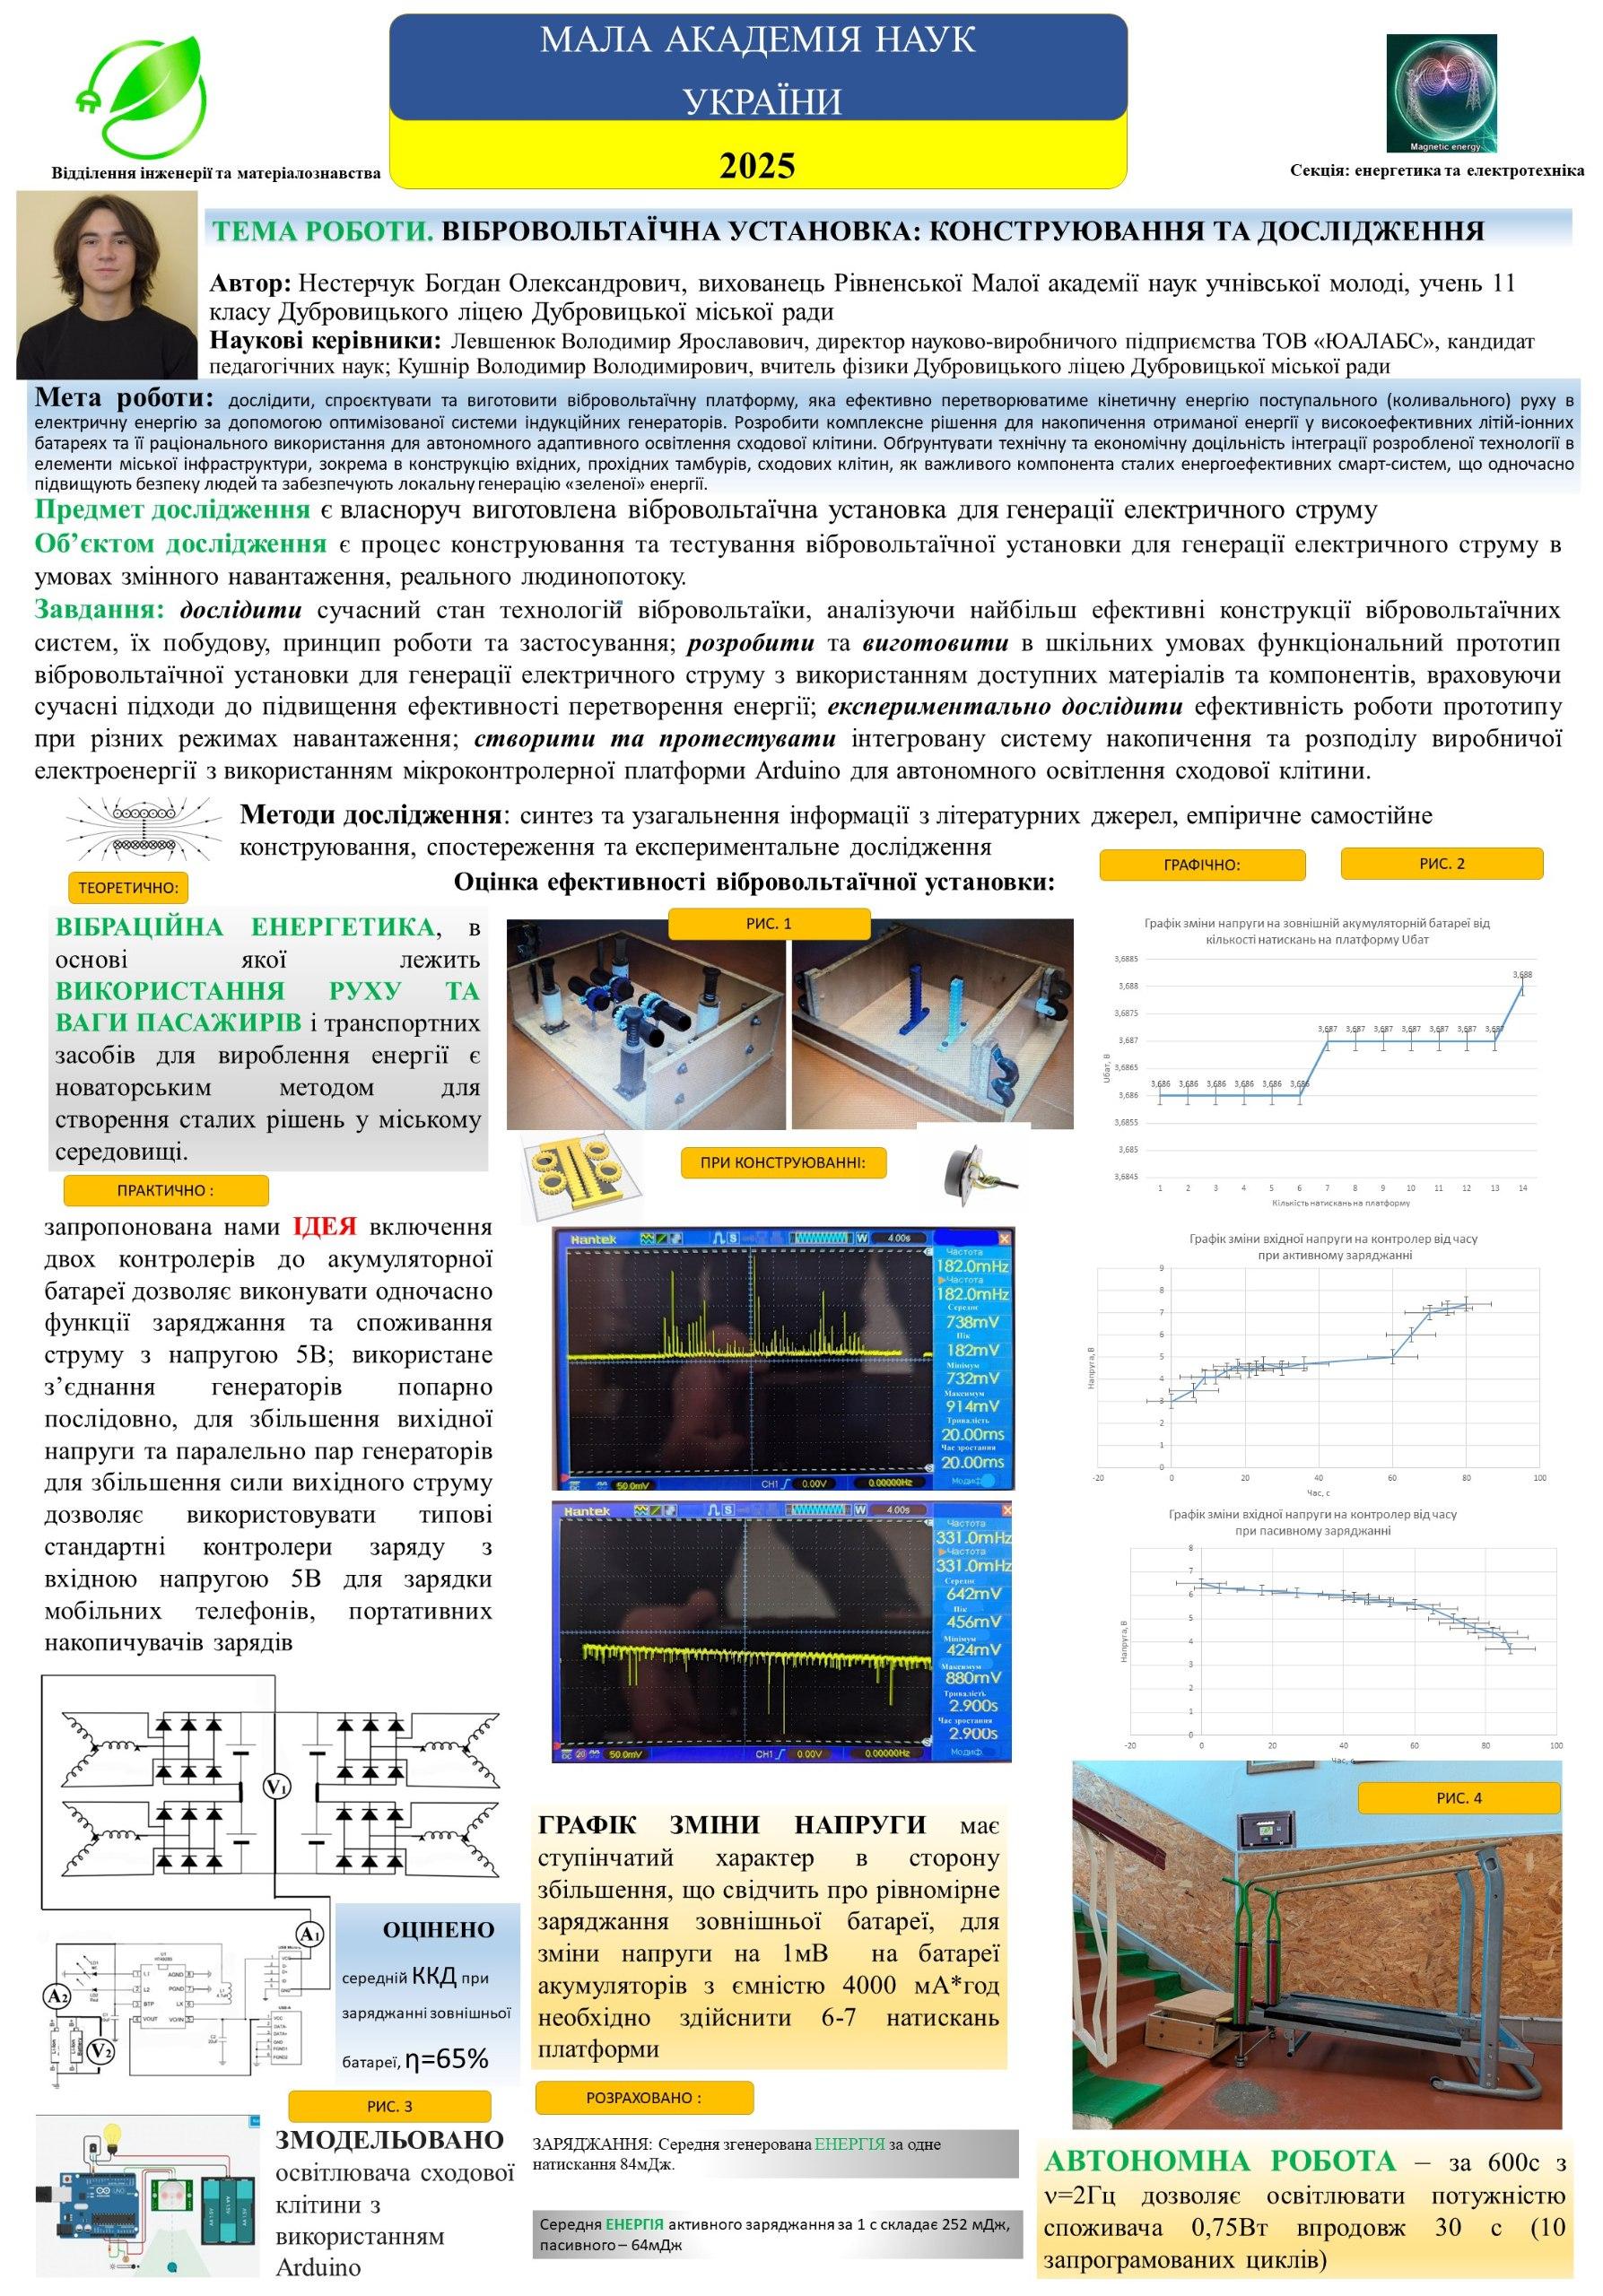 МАЛА АКАДЕМІЯ НАУК
УКРАЇНИ
2025
Відділення інженерії та матеріалознавства
Magnetic energy
Секція: енергетика та електротехніка
ТЕМА РОБОТИ. ВІБРОВОЛЬТАЇЧНА УСТАНОВКА: КОНСТРУЮВАННЯ ТА ДОСЛІДЖЕННЯ
Автор: Нестерчук Богдан Олександрович, вихованець Рівненської Малої академії наук учнівської молоді, учень 11
класу Дубровицького ліцею Дубровицької міської ради
Наукові керівники: Левшенюк Володимир Ярославович, директор науково-виробничого підприємства ТОВ «ЮАЛАБС», кандидат
педагогічних наук; Кушнір Володимир Володимирович, вчитель фізики Дубровицького ліцею Дубровицької міської ради
Мета роботи: дослідити, спроєктувати та виготовити вібровольтаїчну платформу, яка ефективно перетворюватиме кінетичну енергію поступального (коливального) руху в
електричну енергію за допомогою оптимізованої системи індукційних генераторів. Розробити комплексне рішення для накопичення отриманої енергії у високоефективних літій-іонних
батареях та її раціонального використання для автономного адаптивного освітлення сходової клітини. Обґрунтувати технічну та економічну доцільність інтеграції розробленої технології в
елементи міської інфраструктури, зокрема в конструкцію вхідних, прохідних тамбурів, сходових клітин, як важливого компонента сталих енергоефективних смарт-систем, що одночасно
підвищують безпеку людей та забезпечують локальну генерацію «зеленої» енергії.
Предмет дослідження є власноруч виготовлена вібровольтаїчна установка для генерації електричного струму
Об’єктом дослідження є процес конструювання та тестування вібровольтаїчної установки для генерації електричного струму в
умовах змінного навантаження, реального людинопотоку.
Завдання: дослідити сучасний стан технологій вібровольтаїки, аналізуючи найбільш ефективні конструкції вібровольтаїчних
систем, їх побудову, принцип роботи та застосування; розробити та виготовити в шкільних умовах функціональний прототип
вібровольтаїчної установки для генерації електричного струму з використанням доступних матеріалів та компонентів, враховуючи
сучасні підходи до підвищення ефективності перетворення енергії; експериментально дослідити ефективність роботи прототипу
при різних режимах навантаження; створити та протестувати інтегровану систему накопичення та розподілу виробничої
електроенергії з використанням мікроконтролерної платформи Arduino для автономного освітлення сходової клітини.
Методи дослідження: синтез та узагальнення інформації з літературних джерел, емпіричне самостійне
конструювання, спостереження та експериментальне дослідження
ТЕОРЕТИЧНО:
Оцінка ефективності вібровольтаїчної установки:
ГРАФІЧНО:
РИС. 2
ВІБРАЦІЙНА ЕНЕРГЕТИКА, в
основі якої лежить
ВИКОРИСТАННЯ РУХУ ТА
ВАГИ ПАСАЖИРІВ і транспортних
засобів для вироблення енергії є
новаторським методом для
створення сталих рішень у міському
середовищі.
ПРАКТИЧНО :
запропонована нами ІДЕЯ включення
двох контролерів до акумуляторної
батареї дозволяє виконувати одночасно
функції заряджання та споживання
струму з напругою 5В; використане
з’єднання генераторів попарно
послідовно, для збільшення вихідної
напруги та паралельно пар генераторів
для збільшення сили вихідного струму
дозволяє використовувати типові
стандартні контролери заряду з
вхідною напругою 5В для зарядки
мобільних телефонів, портативних
накопичувачів зарядів
V1
A1
A2
V2
ОЦІНЕНО
середній ККД при
заряджанні зовнішньої
батареї, η=65%
РИС. 3
ЗМОДЕЛЬОВАНО
освітлювача сходової
клітини з
використанням
Arduino
РИС. 1
ПРИ КОНСТРУЮВАННІ:
Hantek
W 4.00s
Частота
182.0mHz
Частота
182.0mHz
Середнє
738mV
Пік
182mV
Мінімум
732mV
Максимум
914mV
Тривалість
20.00ms
Час зростання
20.00ms
50.0mV CH1 0.00V 0.00000Hz
Hantek
W 4.00s
Частота
331.0mHz
Частота
331.0mHz
Середнє
642mV
Пік
456mV
Мінімум
424mV
Максимум
880mV
Тривалість
2.900s
Час зростання
2.900s
50.0mV CH1 0.00V 0.00000Hz
ГРАФІК ЗМІНИ НАПРУГИ має
ступінчатий характер в сторону
збільшення, що свідчить про рівномірне
заряджання зовнішньої батареї, для
зміни напруги на 1мВ на батареї
акумуляторів з ємністю 4000 мА*год
необхідно здійснити 6-7 натискань
платформи
РОЗРАХОВАНО :
ЗАРЯДЖАННЯ: Середня згенерована ЕНЕРГІЯ за одне
натискання 84мДж.
Середня ЕНЕРГІЯ активного заряджання за 1 с складає 252 мДж,
пасивного – 64мДж
Графік зміни напруги на зовнішній акумуляторній батареї від
кількості натискань на платформу Uбат
3,6885
3,688
3,6875
3,687
3,6865
3,686
3,6855
3,685
3,6845
Uбат, В
3,686 3,686 3,686 3,686 3,686 3,686 3,687 3,687 3,687 3,687 3,687 3,687 3,687 3,688
1 2 3 4 5 6 7 8 9 10 11 12 13 14
Кількість натискань на платформу
Графік зміни вхідної напруги на контролер від часу
при активному заряджанні
9
8
7
6
5
4
3
2
1
0
Напруга, В
-20 0 20 40 60 80 100
Час, с
Графік зміни вхідної напруги на контролер від часу
при пасивному заряджанні
8
7
6
5
4
3
2
1
0
Напруга, В
-20 0 20 40 60 80 100
Час, с
РИС. 4
АВТОНОМНА РОБОТА – за 600с з
ν=2Гц дозволяє освітлювати потужністю
споживача 0,75Вт впродовж 30 с (10
запрограмованих циклів)